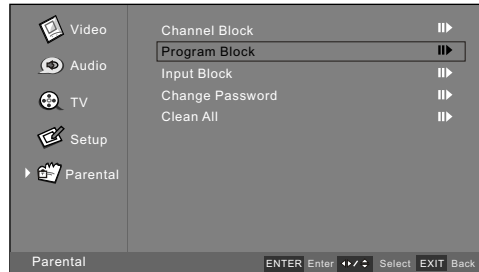 Video
Audio
TV
Setup
Parental
Channel Block
Program Block
Input Block
Change Password
Clean All
Parental
ENTER Enter Select EXIT Back